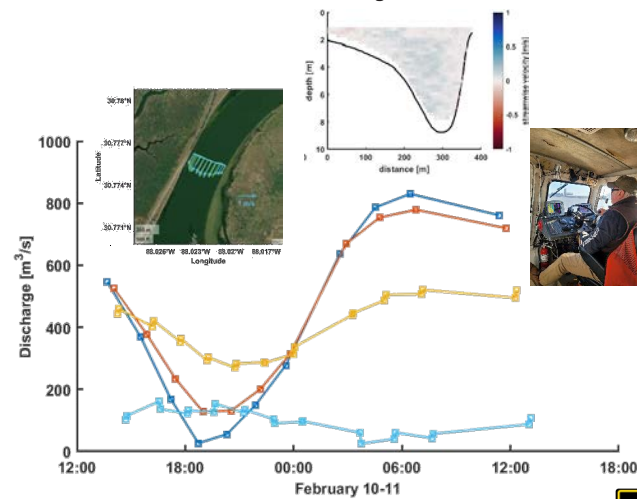 0
2
4
6
8
10
depth [m]
0
100
200
300
400
distance [m]
1
0.5
0
-0.5
-1
streamwise velocity [m/s]
30.78°N
30.777°N
30.774°N
30.771°N
Latitude
88.026°W 88.023°W 88.02°W 88.017°W
Longitude
1000
800
600
400
200
0
Discharge [m³/s]
12:00 18:00 00:00 06:00 12:00 18:00
February 10-11